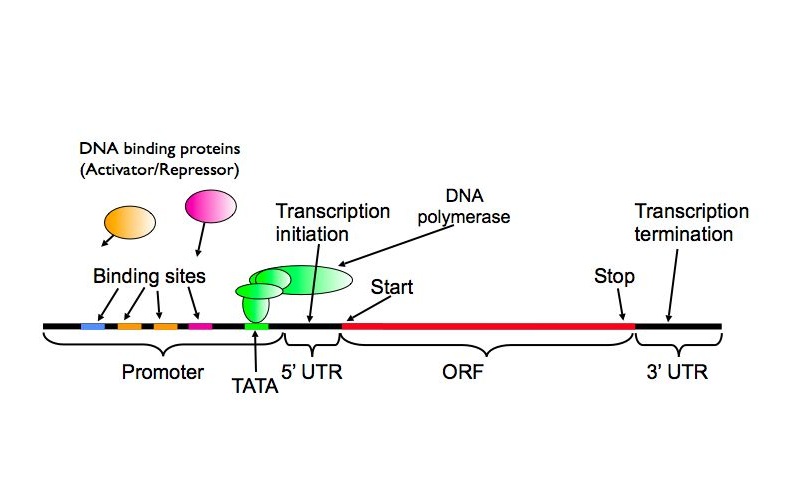 DNA binding proteins
(Activator/Repressor)
Transcription
initiation
DNA
polymerase
Transcription
termination
Binding sites
Start
Stop
Promoter
TATA
5’ UTR
ORF
3’ UTR